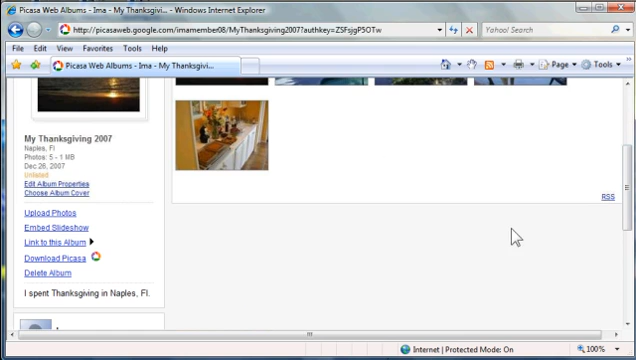 Picasa Web Albums - Ima - My Thanksgivi... - Windows Internet Explorer
http://picasaweb.google.com/imamember08/MyThanksgiving2007?authkey=ZSFsjgP5OTw
Yahoo! Search
File Edit View Favorites Tools Help
Picasa Web Albums - Ima - My Thanksgivi...
Page Tools
My Thanksgiving 2007
Naples, Fl
Photos: 5 - 1 MB
Dec 26, 2007
Unlisted
Edit Album Properties
Choose Album Cover
RSS
Upload Photos
Embed Slideshow
Link to this Album
Download Picasa
Delete Album
I spent Thanksgiving in Naples, Fl.
Internet | Protected Mode: On
100%